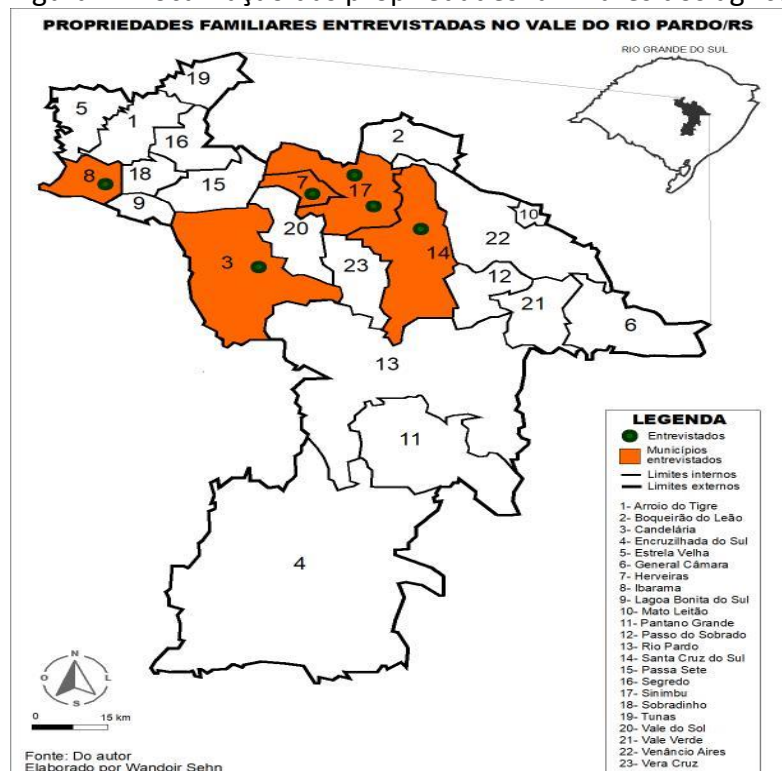 PROPRIEDADES FAMILIARES ENTREVISTADAS NO VALE DO RIO PARDO/RS
RIO GRANDE DO SUL
19
5
1
16
2
8
18
15
7
17
9
10
20
14
22
3
23
12
21
6
13
11
4
LEGENDA
Entrevistados
Municípios
entrevistados
Limites internos
Limites externos
1- Arroio do Tigre
2- Boqueirão do Leão
3- Candelária
4- Encruzilhada do Sul
5- Estrela Velha
6- General Câmara
7- Herveiras
8- Ibarama
9- Lagoa Bonita do Sul
10- Mato Leitão
11- Pantano Grande
12- Passo do Sobrado
13- Rio Pardo
14- Santa Cruz do Sul
15- Passa Sete
16- Segredo
17- Sinimbu
18- Sobradinho
19- Tunas
20- Vale do Sol
21- Vale Verde
22- Venâncio Aires
23- Vera Cruz
N
O L
S
0 15 km
Fonte: Do autor
Elaborado por Wandoir Sehn